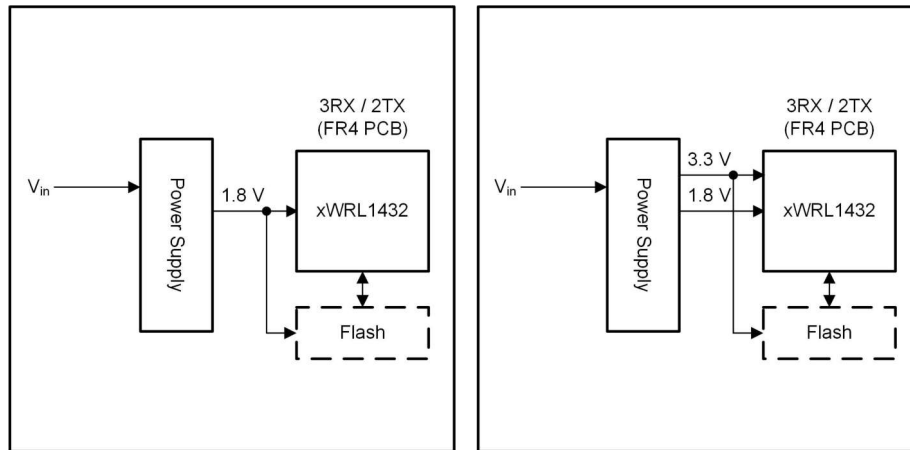 3RX / 2TX
(FR4 PCB)
Vin
Power Supply
1.8 V
xWRL1432
Flash
3RX / 2TX
(FR4 PCB)
Vin
Power Supply
3.3 V
1.8 V
xWRL1432
Flash